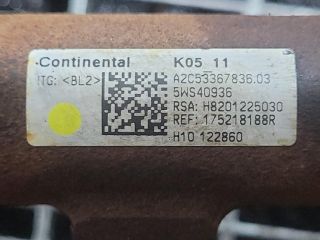 Continental K05 11
ITG: <BL2> A2C53367836.03
5WS40936
RSA: H8201225030
REF: 175218188R
H10 122860